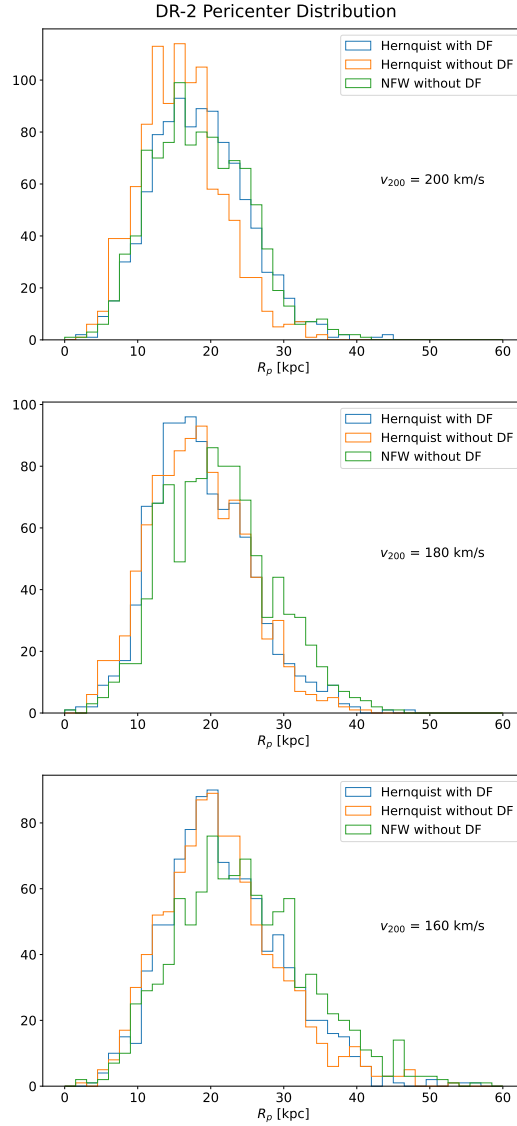 DR-2 Pericenter Distribution
Hernquist with DF
Hernquist without DF
NFW without DF
v200 = 200 km/s
100
80
60
40
20
0
0 10 20 30 40 50 60
Rp [kpc]
Hernquist with DF
Hernquist without DF
NFW without DF
v200 = 180 km/s
100
80
60
40
20
0
0 10 20 30 40 50 60
Rp [kpc]
Hernquist with DF
Hernquist without DF
NFW without DF
v200 = 160 km/s
80
60
40
20
0
0 10 20 30 40 50 60
Rp [kpc]